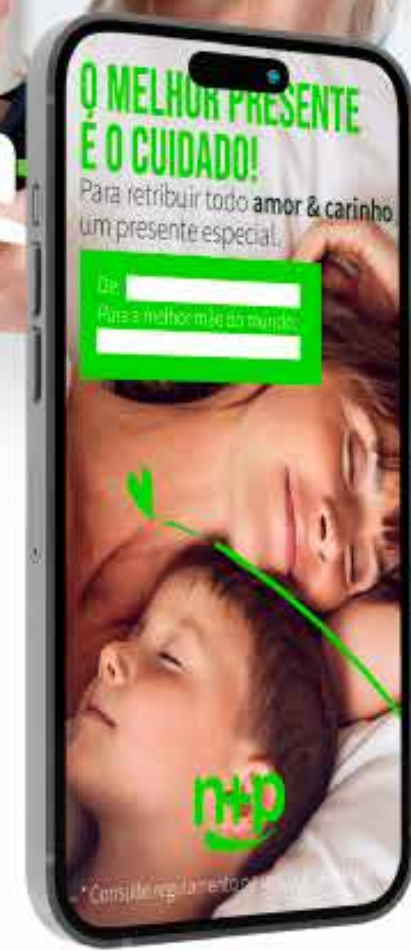 O MELHOR PRESENTE
É O CUIDADO!
Para retribuir todo amor & carinho,
um presente especial.
De:
Para a melhor mãe do mundo:
n+p
* Consulte regulamento